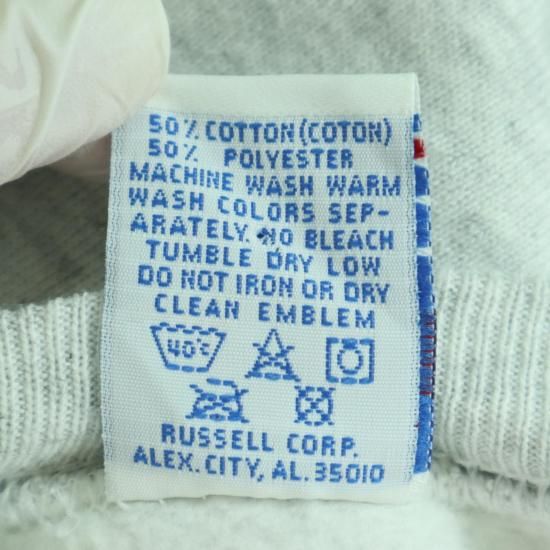 50% COTTON (COTON)
50% POLYESTER
MACHINE WASH WARM
WASH COLORS SEP-
ARATELY. NO BLEACH
TUMBLE DRY LOW
DO NOT IRON OR DRY
CLEAN EMBLEM
40°C
RUSSELL CORP.
ALEX. CITY, AL. 35010